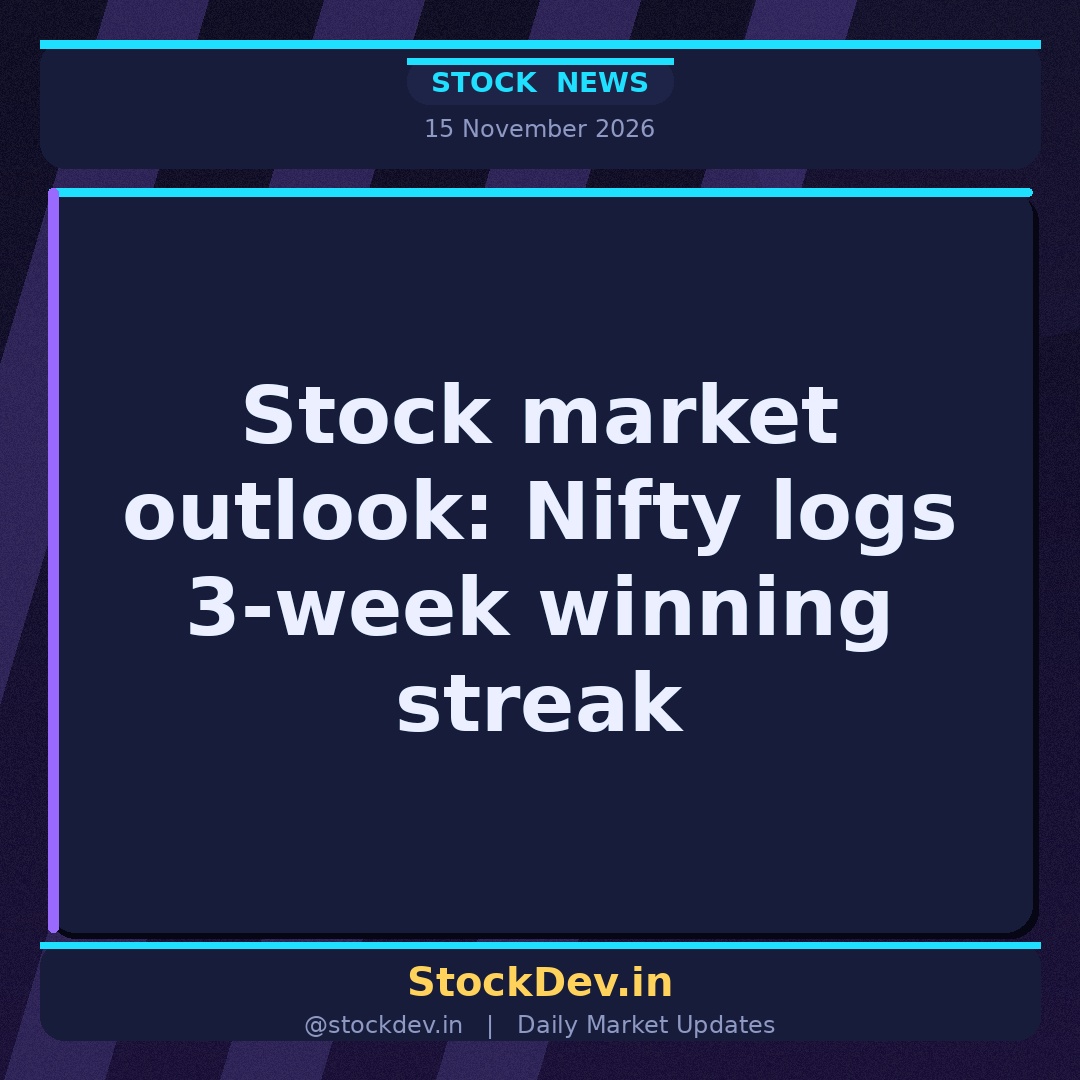 STOCK NEWS
15 November 2026
Stock market
outlook: Nifty logs
3-week winning
streak
StockDev.in
@stockdev.in | Daily Market Updates